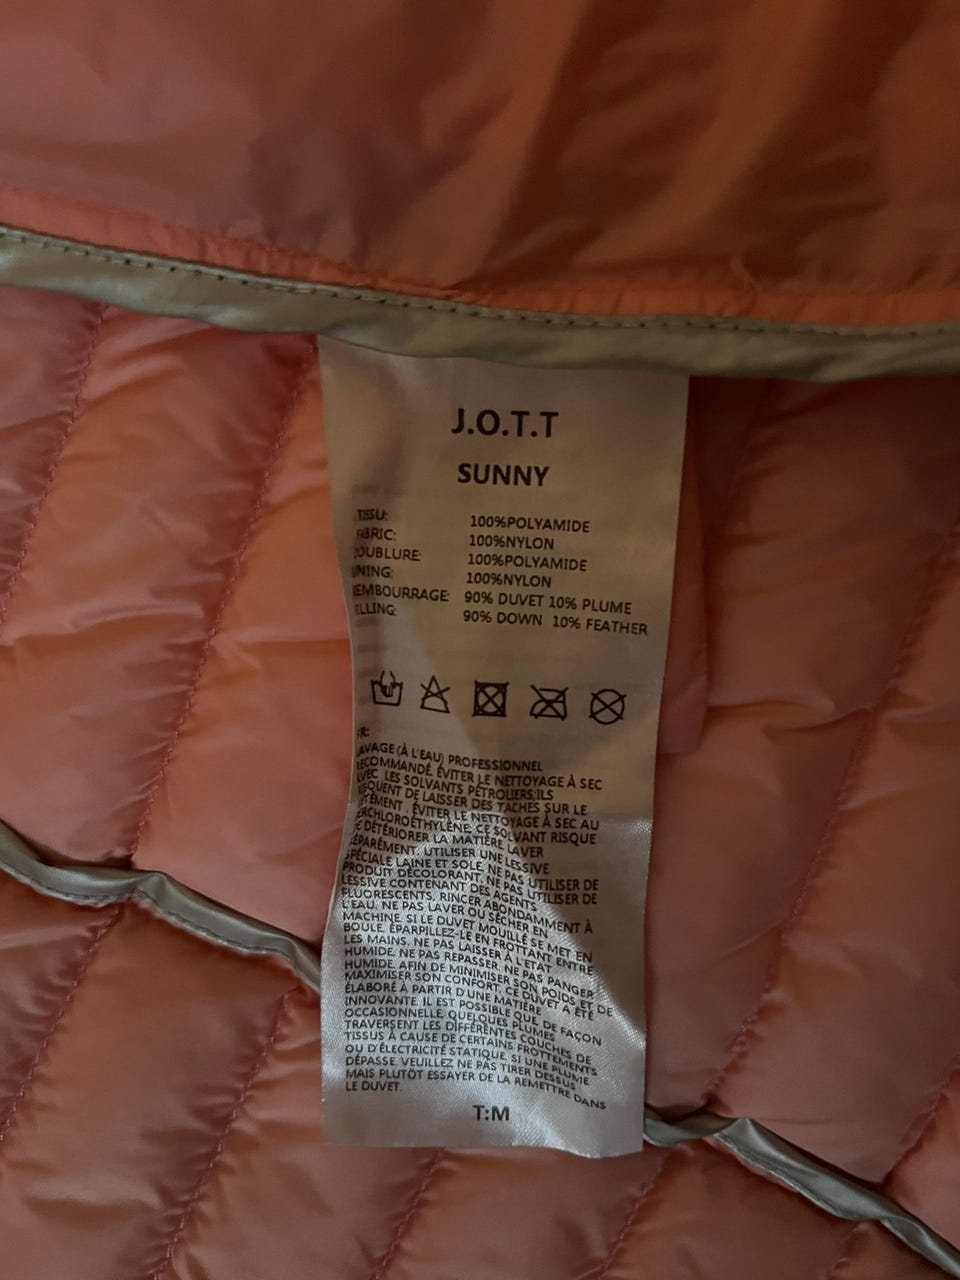 J.O.T.T
SUNNY
TISSU: 100%POLYAMIDE
FABRIC: 100%NYLON
DOUBLURE: 100%POLYAMIDE
LINING: 100%NYLON
REMBOURRAGE: 90% DUVET 10% PLUME
FILLING: 90% DOWN 10% FEATHER
FR:
LAVAGE (À L'EAU) PROFESSIONNEL
RECOMMANDÉ. ÉVITER LE NETTOYAGE À SEC
AVEC LES SOLVANTS PÉTROLIERS;ILS
RISQUENT DE LAISSER DES TACHES SUR LE
VÊTEMENT . ÉVITER LE NETTOYAGE À SEC AU
PERCHLOROÉTHYLÈNE; CE SOLVANT RISQUE
DE DÉTÉRIORER LA MATIÈRE LAVER
SÉPARÉMENT. UTILISER UNE LESSIVE
SPÉCIALE LAINE ET SOIE. NE PAS UTILISER DE
PRODUIT DÉCOLORANT. NE PAS UTILISER DE
LESSIVE CONTENANT DES AGENTS
FLUORESCENTS. RINCER ABONDAMMENT À
L'EAU. NE PAS LAVER OU SÉCHER EN
MACHINE. SI LE DUVET MOUILLÉ SE MET EN
BOULE, ÉPARPILLEZ-LE EN FROTTANT ENTRE
LES MAINS. NE PAS LAISSER À L'ÉTAT
HUMIDE. NE PAS REPASSER. NE PAS PANGER
HUMIDE. AFIN DE MINIMISER SON POIDS ET DE
MAXIMISER SON CONFORT, CE DUVET A ÉTÉ
ÉLABORÉ À PARTIR D'UNE MATIÈRE
INNOVANTE. IL EST POSSIBLE QUE, DE FAÇON
OCCASIONNELLE, QUELQUES PLUMES
TRAVERSENT LES DIFFÉRENTES COUCHES DE
TISSUS À CAUSE DE CERTAINS FROTTEMENTS
OU D'ÉLECTRICITÉ STATIQUE. SI UNE PLUME
DÉPASSE, VEUILLEZ NE PAS TIRER DESSUS
MAIS PLUTÔT ESSAYER DE LA REMETTRE DANS
LE DUVET.
T:M